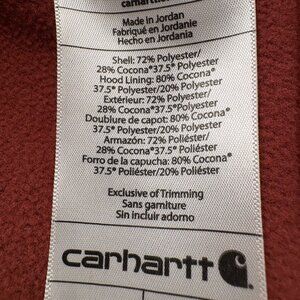 Made in Jordan
Fabriqué en Jordanie
Hecho en Jordania
Shell: 72% Polyester/
28% Cocona®37.5® Polyester
Hood Lining: 80% Cocona®
37.5® Polyester/20% Polyester
Extérieur: 72% Polyester/
28% Cocona®37.5®Polyester
Doublure de capot: 80% Cocona®
37.5® Polyester/20% Polyester
Armazón: 72% Poliéster/
28% Cocona®37.5® Poliéster
Forro de la capucha: 80% Cocona®
37.5® Poliéster/20% Poliéster
Exclusive of Trimming
Sans garniture
Sin incluir adorno
carhartt